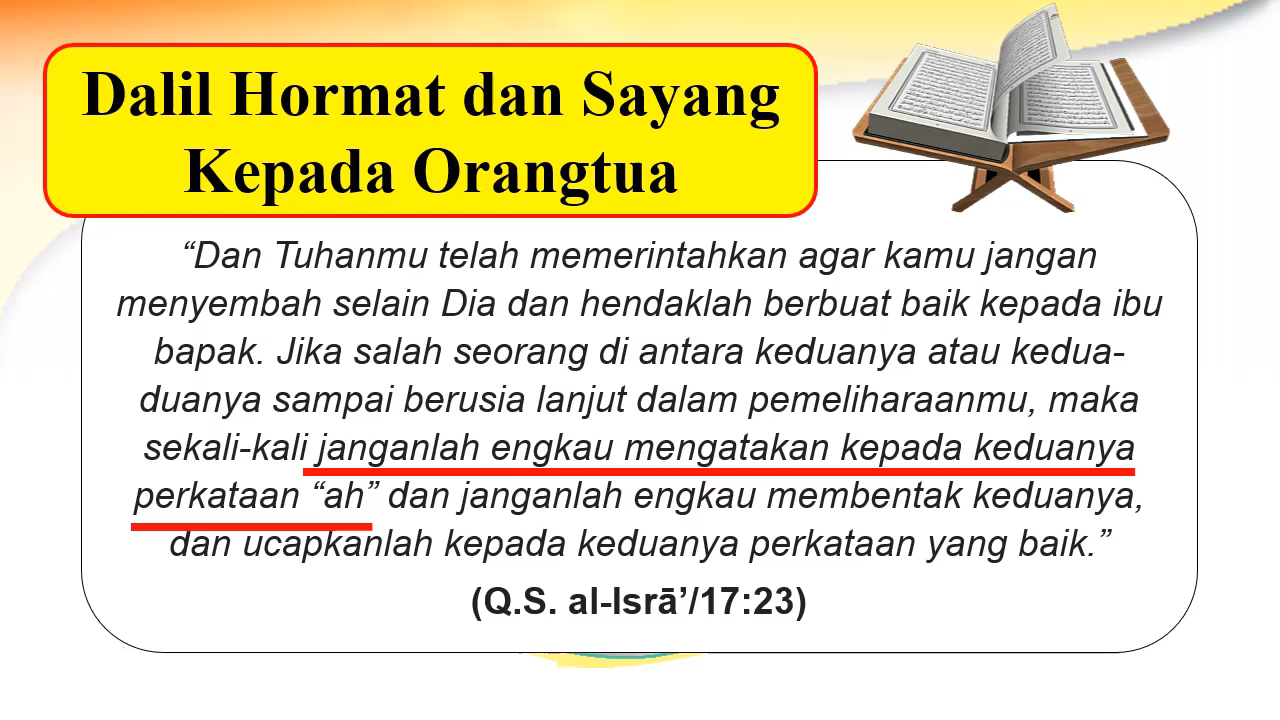 Dalil Hormat dan Sayang
Kepada Orangtua
“Dan Tuhanmu telah memerintahkan agar kamu jangan
menyembah selain Dia dan hendaklah berbuat baik kepada ibu
bapak. Jika salah seorang di antara keduanya atau kedua-
duanya sampai berusia lanjut dalam pemeliharaanmu, maka
sekali-kali janganlah engkau mengatakan kepada keduanya
perkataan “ah” dan janganlah engkau membentak keduanya,
dan ucapkanlah kepada keduanya perkataan yang baik.”
(Q.S. al-Isrā’/17:23)